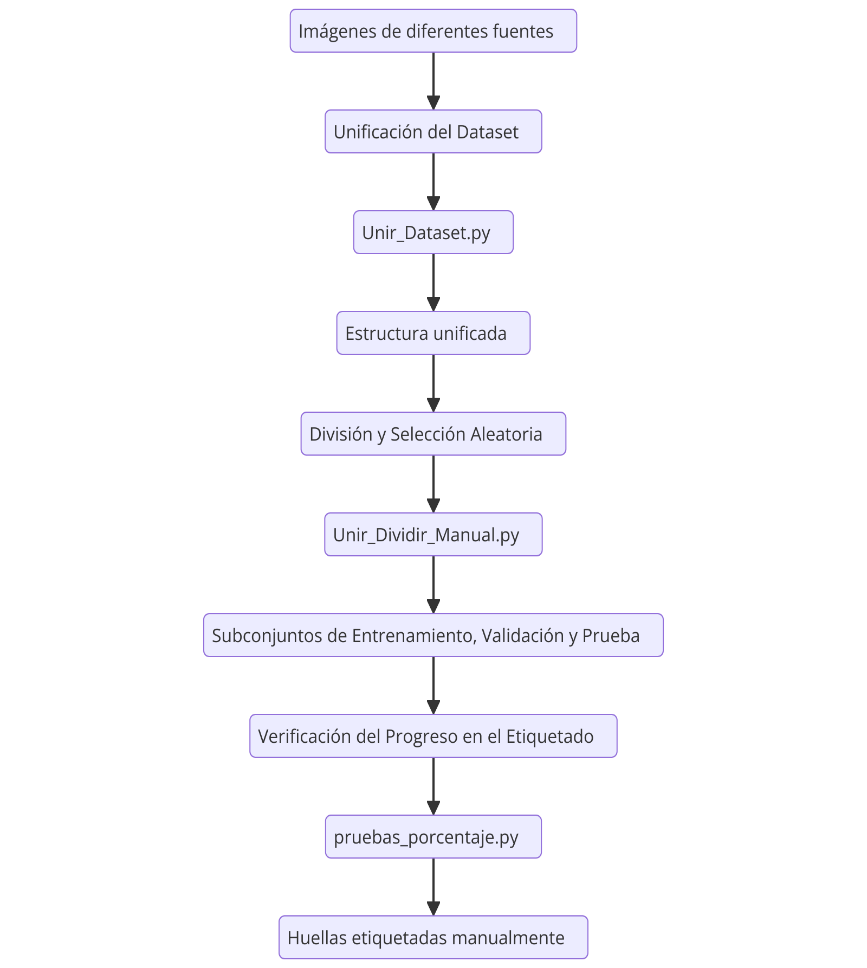 Imágenes de diferentes fuentes
Unificación del Dataset
Unir_Dataset.py
Estructura unificada
División y Selección Aleatoria
Unir_Dividir_Manual.py
Subconjuntos de Entrenamiento, Validación y Prueba
Verificación del Progreso en el Etiquetado
pruebas_porcentaje.py
Huellas etiquetadas manualmente